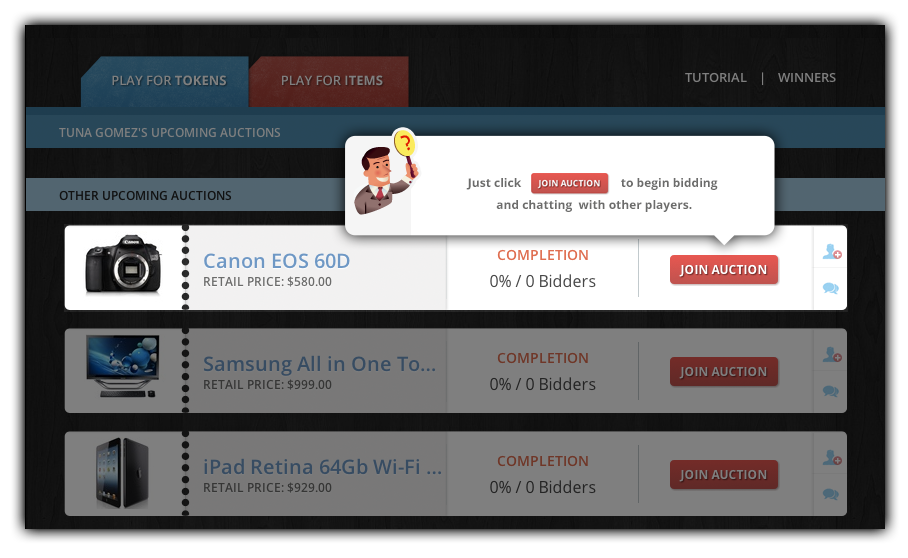 PLAY FOR TOKENS
PLAY FOR ITEMS
TUTORIAL | WINNERS
TUNA GOMEZ'S UPCOMING AUCTIONS
?
Just click JOIN AUCTION to begin bidding
and chatting with other players.
OTHER UPCOMING AUCTIONS
Canon
Canon EOS 60D
RETAIL PRICE: $580.00
COMPLETION
0% / 0 Bidders
JOIN AUCTION
Samsung All in One To...
RETAIL PRICE: $999.00
COMPLETION
0% / 0 Bidders
JOIN AUCTION
iPad Retina 64Gb Wi-Fi ...
RETAIL PRICE: $929.00
COMPLETION
0% / 0 Bidders
JOIN AUCTION